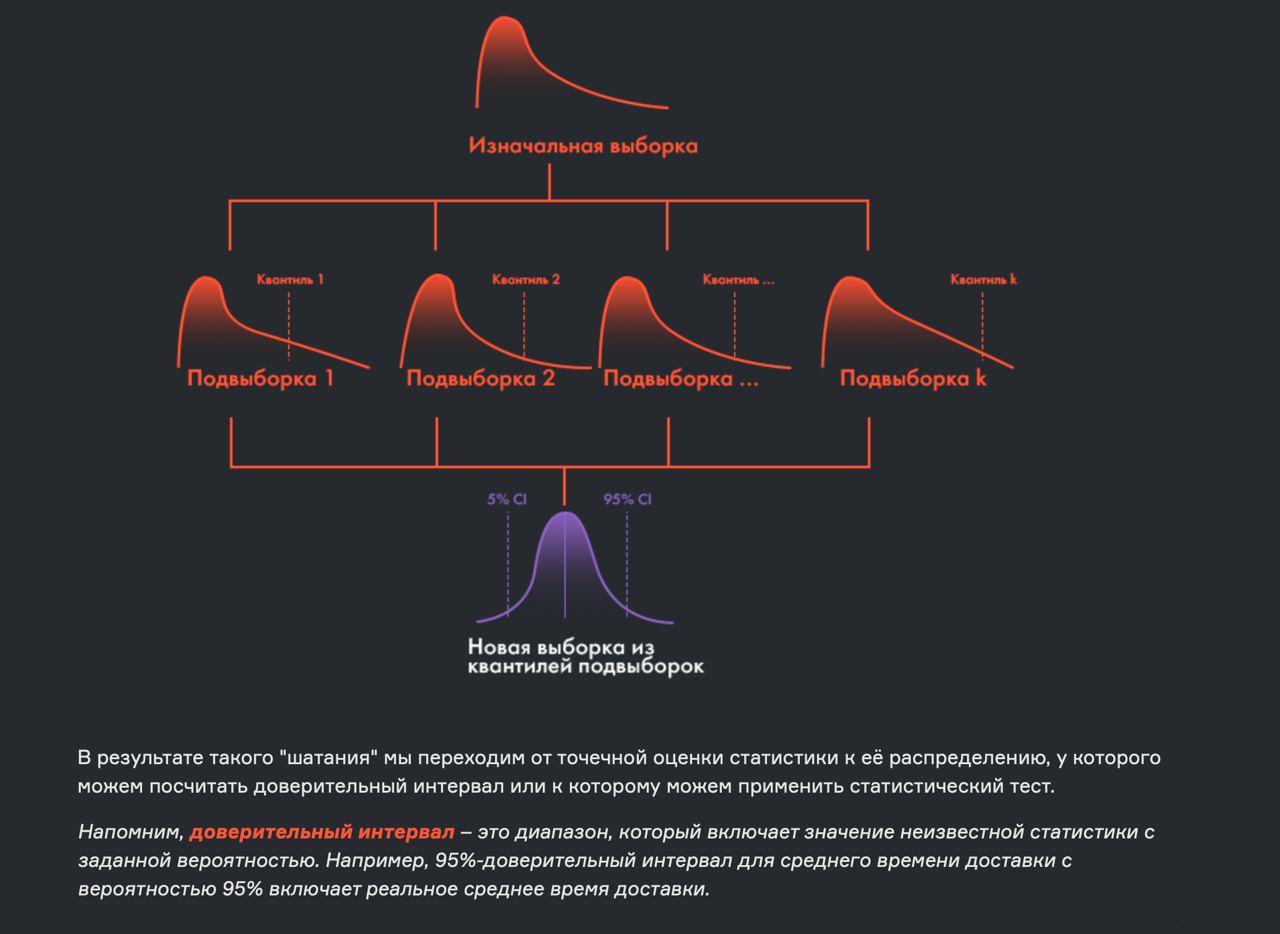 Изначальная выборка
Квантиль 1
Квантиль 2
Квантиль ...
Квантиль k
Подвыборка 1
Подвыборка 2
Подвыборка ...
Подвыборка k
5% CI
95% CI
Новая выборка из
квантилей подвыборок
В результате такого "шатания" мы переходим от точечной оценки статистики к её распределению, у которого
можем посчитать доверительный интервал или к которому можем применить статистический тест.
Напомним, доверительный интервал – это диапазон, который включает значение неизвестной статистики с
заданной вероятностью. Например, 95%-доверительный интервал для среднего времени доставки с
вероятностью 95% включает реальное среднее время доставки.